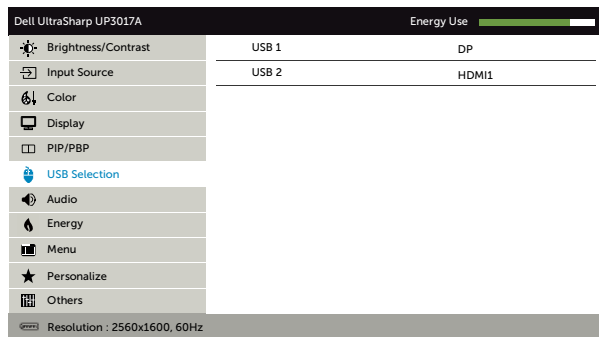 Dell UltraSharp UP3017A Energy Use
Brightness/Contrast USB 1 DP
Input Source USB 2 HDMI1
Color
Display
PIP/PBP
USB Selection
Audio
Energy
Menu
Personalize
Others
Resolution : 2560x1600, 60Hz